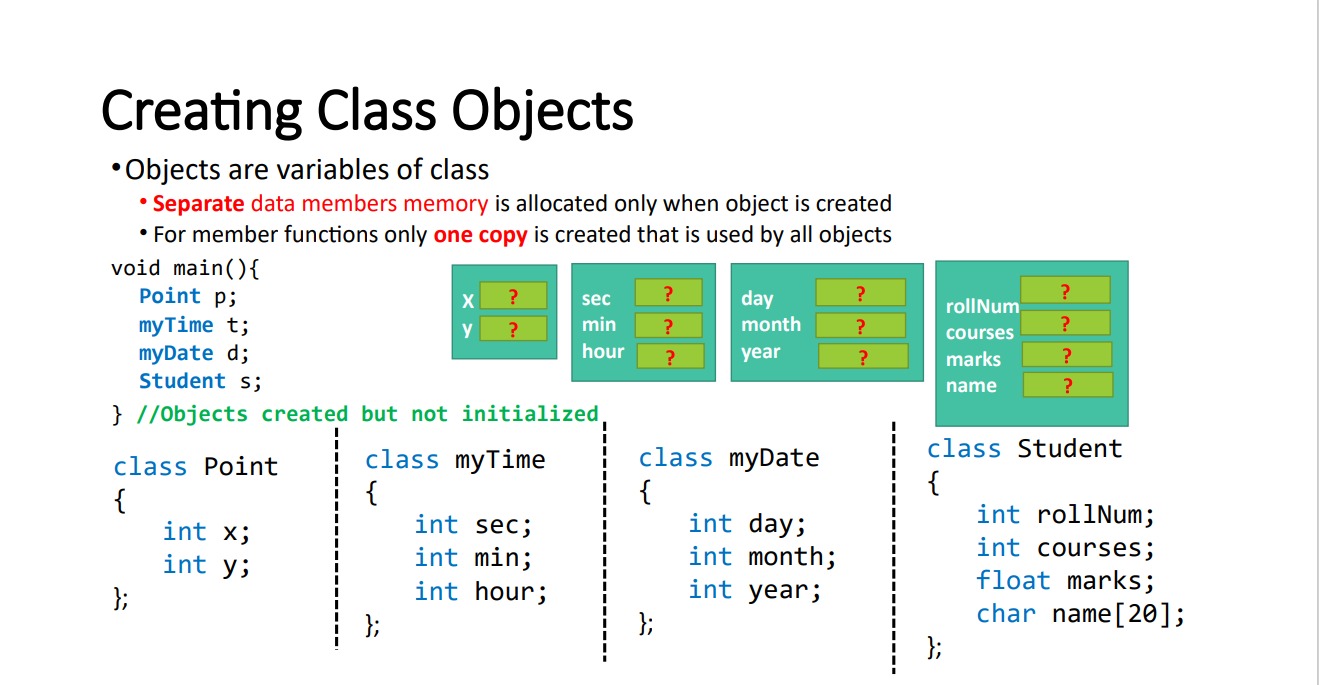 Creating Class Objects
•Objects are variables of class
• Separate data members memory is allocated only when object is created
• For member functions only one copy is created that is used by all objects
void main(){
Point p;
myTime t;
myDate d;
Student s;
} //Objects created but not initialized
x ?
y ?
sec ?
min ?
hour ?
day ?
month ?
year ?
rollNum ?
courses ?
marks ?
name ?
class Point
{
int x;
int y;
};
class myTime
{
int sec;
int min;
int hour;
};
class myDate
{
int day;
int month;
int year;
};
class Student
{
int rollNum;
int courses;
float marks;
char name[20];
};